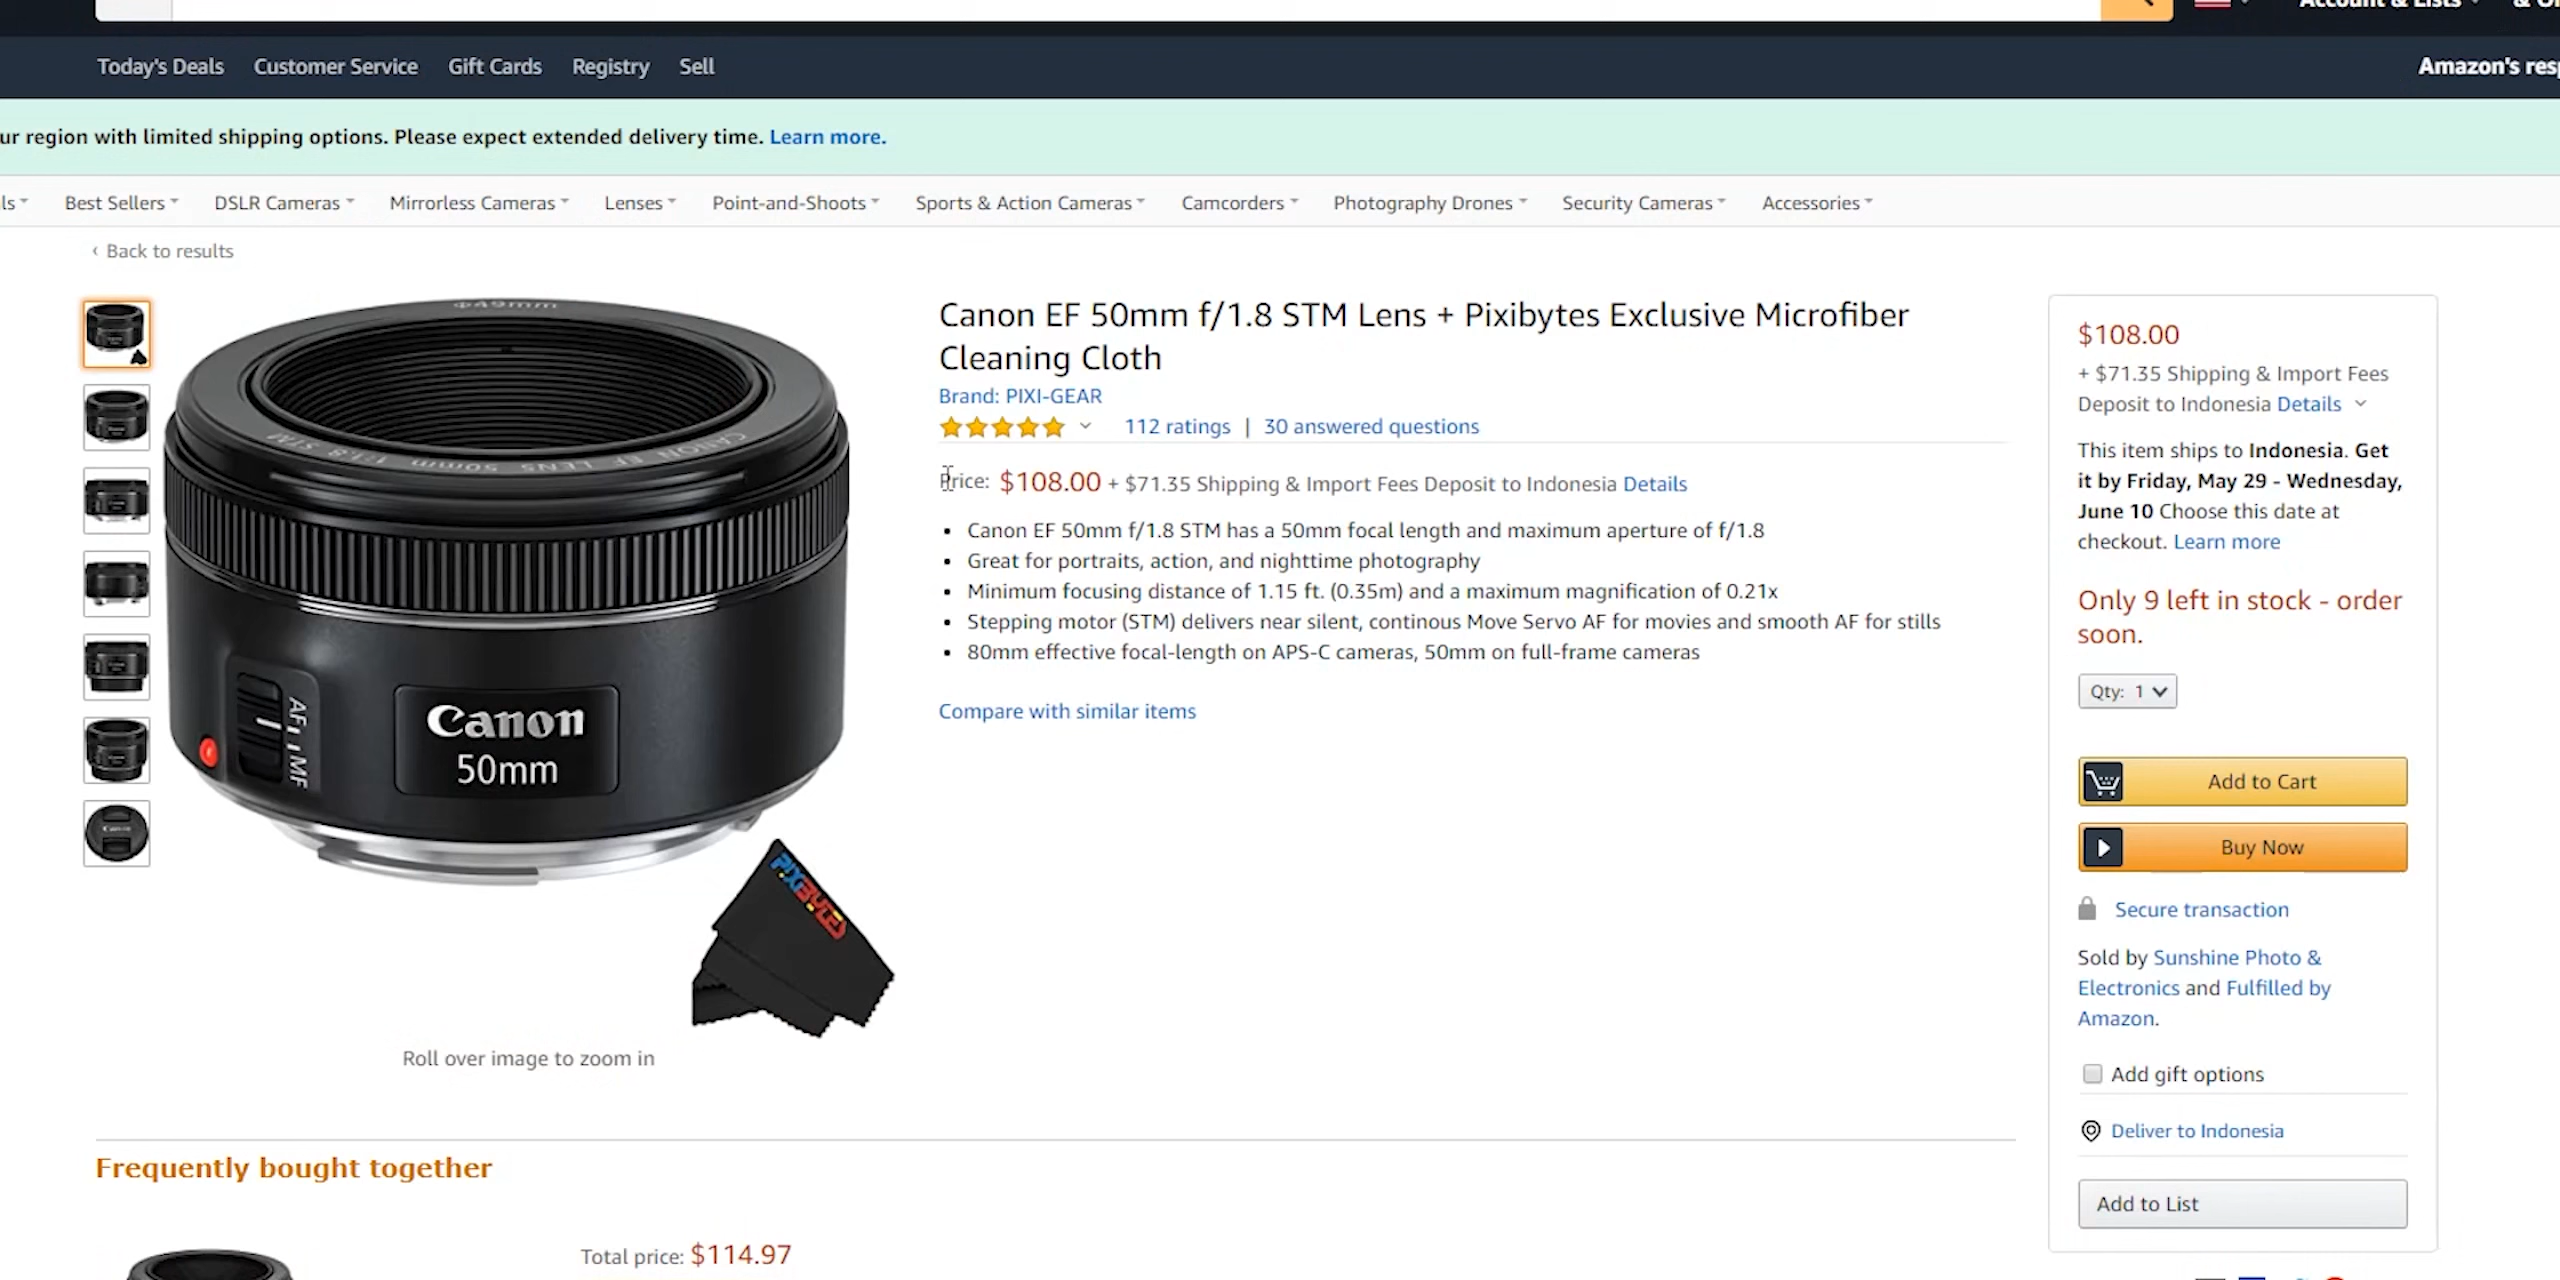 Today's Deals Customer Service Gift Cards Registry Sell
ur region with limited shipping options. Please expect extended delivery time. Learn more.
ls Best Sellers DSLR Cameras Mirrorless Cameras Lenses Point-and-Shoots Sports & Action Cameras Camcorders Photography Drones Security Cameras Accessories
‹ Back to results
Φ49mm
CANON EF LENS 50mm 1:1.8 STM
AF MF
Canon
50mm
PIXIBYTES
Roll over image to zoom in
Canon EF 50mm f/1.8 STM Lens + Pixibytes Exclusive Microfiber
Cleaning Cloth
Brand: PIXI-GEAR
112 ratings | 30 answered questions
Price: $108.00 + $71.35 Shipping & Import Fees Deposit to Indonesia Details
• Canon EF 50mm f/1.8 STM has a 50mm focal length and maximum aperture of f/1.8
• Great for portraits, action, and nighttime photography
• Minimum focusing distance of 1.15 ft. (0.35m) and a maximum magnification of 0.21x
• Stepping motor (STM) delivers near silent, continous Move Servo AF for movies and smooth AF for stills
• 80mm effective focal-length on APS-C cameras, 50mm on full-frame cameras
Compare with similar items
$108.00
+ $71.35 Shipping & Import Fees
Deposit to Indonesia Details
This item ships to Indonesia. Get
it by Friday, May 29 - Wednesday,
June 10 Choose this date at
checkout. Learn more
Only 9 left in stock - order
soon.
Qty: 1
Add to Cart
Buy Now
Secure transaction
Sold by Sunshine Photo &
Electronics and Fulfilled by
Amazon.
Add gift options
Deliver to Indonesia
Add to List
Frequently bought together
Total price: $114.97